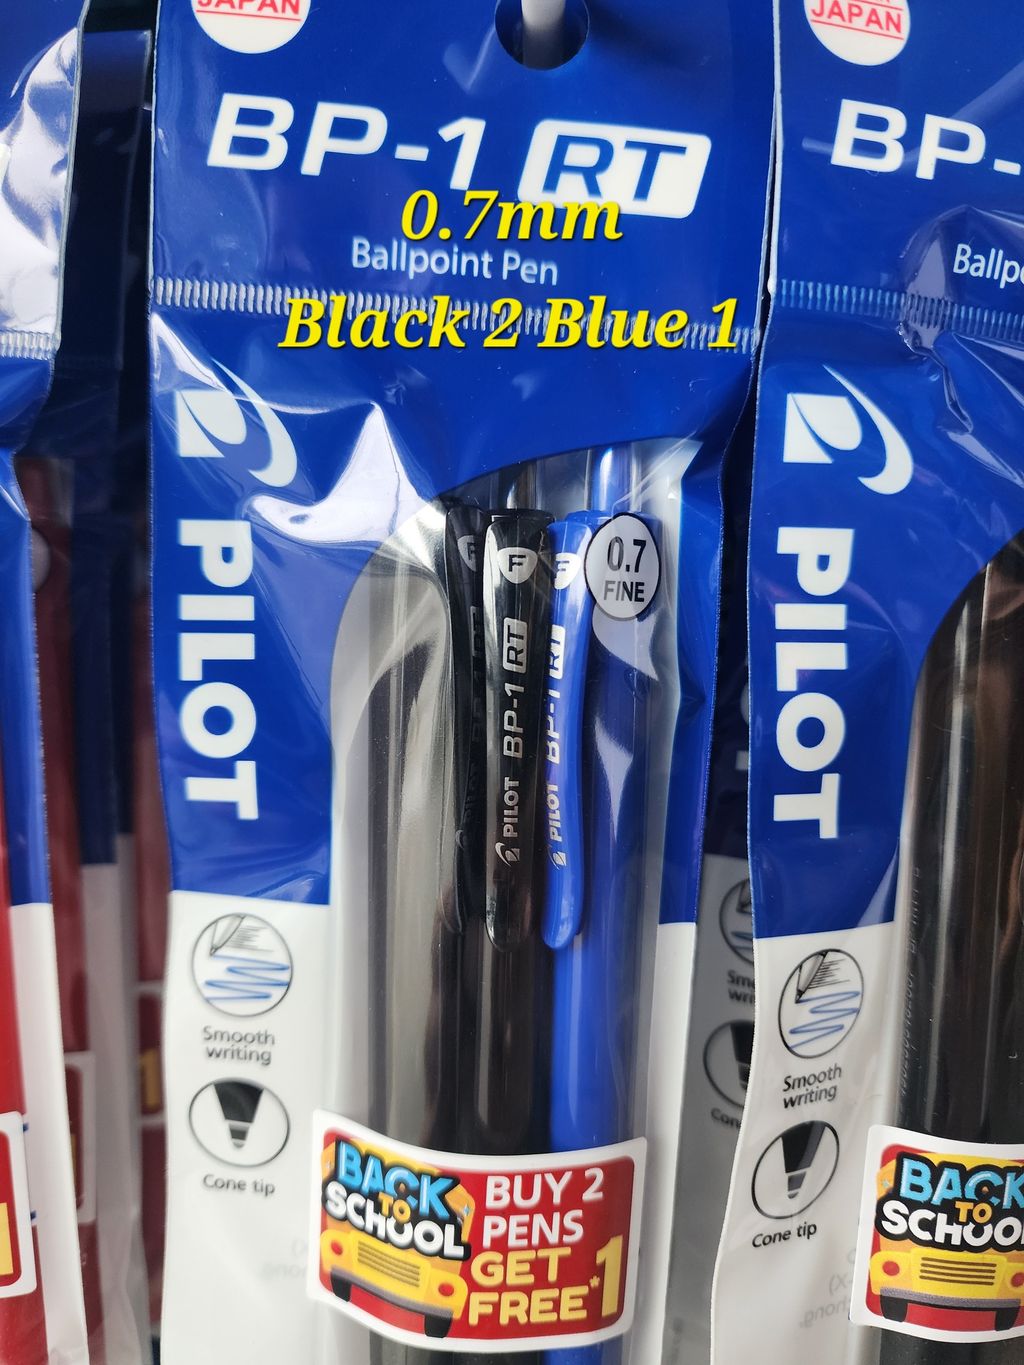 JAPAN
JAPAN
BP-1 RT
BP-
0.7mm
Ballpoint Pen
Ballpo
Black 2 Blue 1
PILOT
PILOT
F
F
0.7
FINE
PILOT BP-1 RT
PILOT BP-1 RT
Smooth
writing
Cone tip
Smooth
writing
Cone tip
BACK
TO
SCHOOL
BUY 2
PENS
GET
FREE* 1
BACK
TO
SCHOOL